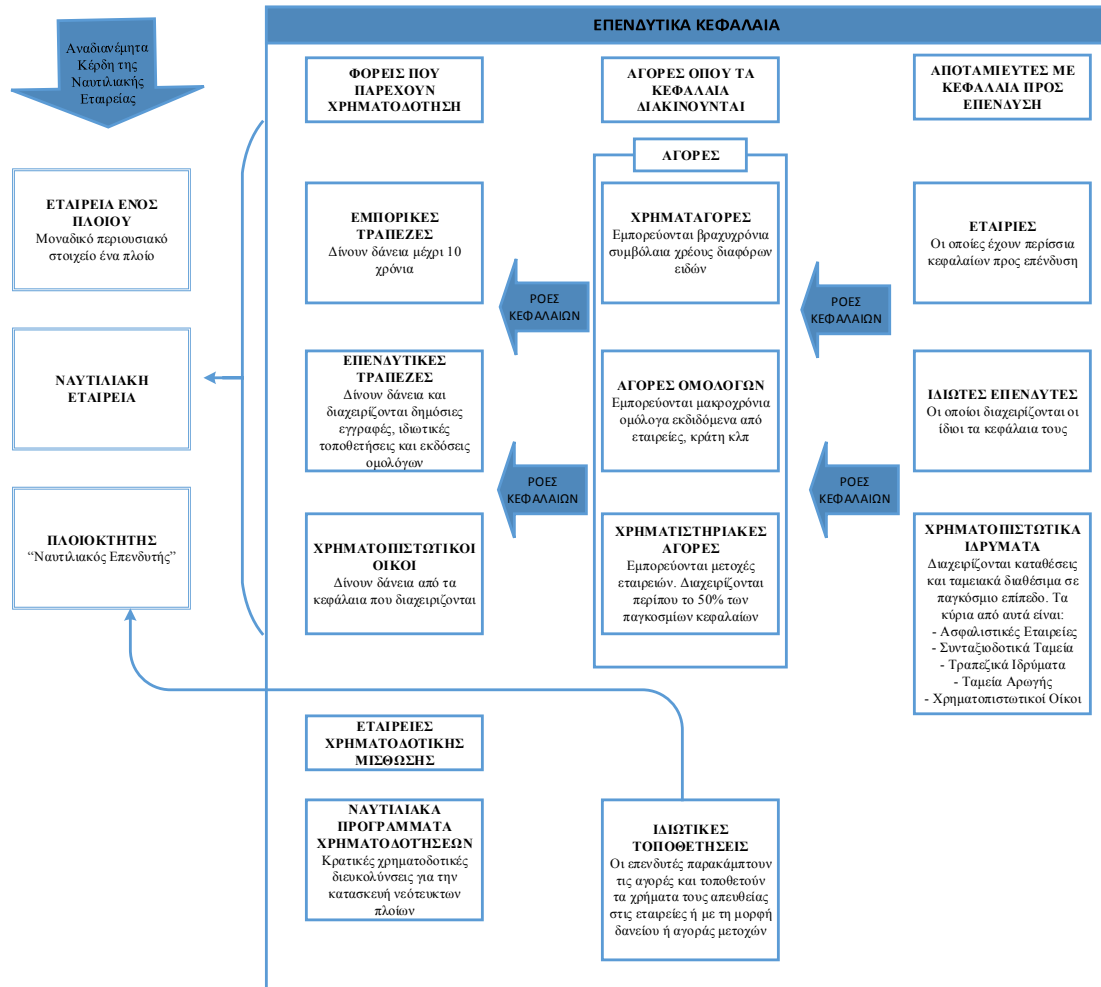 ΕΠΕΝΔΥΤΙΚΑ ΚΕΦΑΛΑΙΑ
Αναδιανέμητα
Κέρδη της
Ναυτιλιακής
Εταιρείας
ΕΤΑΙΡΕΙΑ ΕΝΌΣ
ΠΛΟΙΟΥ
Μοναδικό περιουσιακό
στοιχείο ένα πλοίο
ΝΑΥΤΙΛΙΑΚΗ
ΕΤΑΙΡΕΙΑ
ΠΛΟΙΟΚΤΗΤΗΣ
“Ναυτιλιακός Επενδυτής”
ΦΟΡΕΙΣ ΠΟΥ
ΠΑΡΕΧΟΥΝ
ΧΡΗΜΑΤΟΔΟΤΗΣΗ
ΕΜΠΟΡΙΚΕΣ
ΤΡΑΠΕΖΕΣ
Δίνουν δάνεια μέχρι 10
χρόνια
ΕΠΕΝΔΥΤΙΚΕΣ
ΤΡΑΠΕΖΕΣ
Δίνουν δάνεια και
διαχειρίζονται δημόσιες
εγγραφές, ιδιωτικές
τοποθετήσεις και εκδόσεις
ομολόγων
ΧΡΗΜΑΤΟΠΙΣΤΩΤΙΚΟΙ
ΟΙΚΟΙ
Δίνουν δάνεια από τα
κεφάλαια που διαχειριζονται
ΕΤΑΙΡΕΙΕΣ
ΧΡΗΜΑΤΟΔΟΤΙΚΗΣ
ΜΙΣΘΩΣΗΣ
ΝΑΥΤΙΛΙΑΚΑ
ΠΡΟΓΡΑΜΜΑΤΑ
ΧΡΗΜΑΤΟΔΟΤΉΣΕΩΝ
Κρατικές χρηματοδοτικές
διευκολύνσεις για την
κατασκευή νεότευκτων
πλοίων
ΡΟΕΣ
ΚΕΦΑΛΑΙΩΝ
ΡΟΕΣ
ΚΕΦΑΛΑΙΩΝ
ΑΓΟΡΕΣ ΟΠΟΥ ΤΑ
ΚΕΦΑΛΑΙΑ
ΔΙΑΚΙΝΟΥΝΤΑΙ
ΑΓΟΡΕΣ
ΧΡΗΜΑΤΑΓΟΡΕΣ
Εμπορεύονται βραχυχρόνια
συμβόλαια χρέους διαφόρων
ειδών
ΑΓΟΡΕΣ ΟΜΟΛΟΓΩΝ
Εμπορεύονται μακροχρόνια
ομόλογα εκδιδόμενα από
εταιρείες, κράτη κλπ
ΧΡΗΜΑΤΙΣΤΗΡΙΑΚΕΣ
ΑΓΟΡΕΣ
Εμπορεύονται μετοχές
εταιρειών. Διαχειρίζονται
περίπου το 50% των
παγκοσμίων κεφαλαίων
ΙΔΙΩΤΙΚΕΣ
ΤΟΠΟΘΕΤΗΣΕΙΣ
Οι επενδυτές παρακάμπτουν
τις αγορές και τοποθετούν
τα χρήματα τους απευθείας
στις εταιρείες ή με τη μορφή
δανείου ή αγοράς μετοχών
ΡΟΕΣ
ΚΕΦΑΛΑΙΩΝ
ΡΟΕΣ
ΚΕΦΑΛΑΙΩΝ
ΑΠΟΤΑΜΙΕΥΤΕΣ ΜΕ
ΚΕΦΑΛΑΙΑ ΠΡΟΣ
ΕΠΕΝΔΥΣΗ
ΕΤΑΙΡΙΕΣ
Οι οποίες έχουν περίσσια
κεφαλαίων προς επένδυση
ΙΔΙΩΤΕΣ ΕΠΕΝΔΥΤΕΣ
Οι οποίοι διαχειρίζονται οι
ίδιοι τα κεφάλαια τους
ΧΡΗΜΑΤΟΠΙΣΤΩΤΙΚΑ
ΙΔΡΥΜΑΤΑ
Διαχειρίζονται καταθέσεις
και ταμειακά διαθέσιμα σε
παγκόσμιο επίπεδο. Τα
κύρια από αυτά είναι:
- Ασφαλιστικές Εταιρείες
- Συνταξιοδοτικά Ταμεία
- Τραπεζικά Ιδρύματα
- Ταμεία Αρωγής
- Χρηματοπιστωτικοί Οίκοι